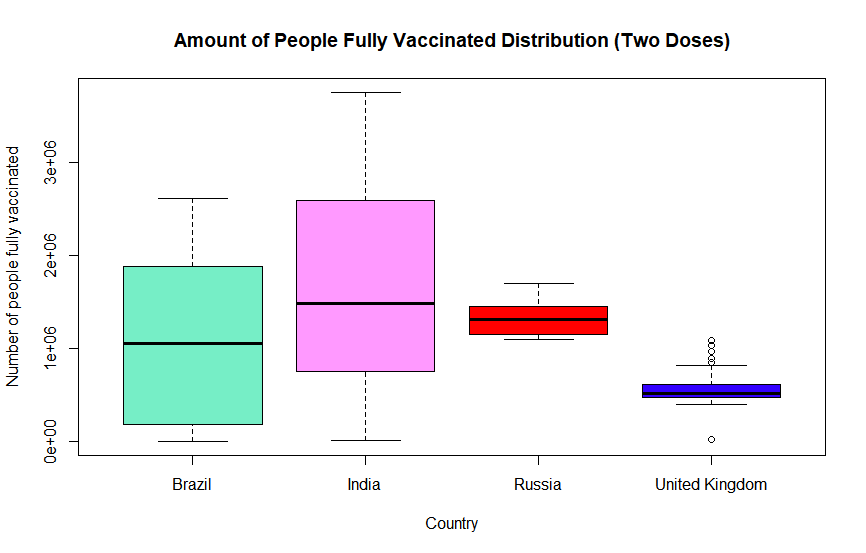 Amount of People Fully Vaccinated Distribution (Two Doses)
Number of people fully vaccinated
3e+06
2e+06
1e+06
0e+00
Brazil
India
Russia
United Kingdom
Country